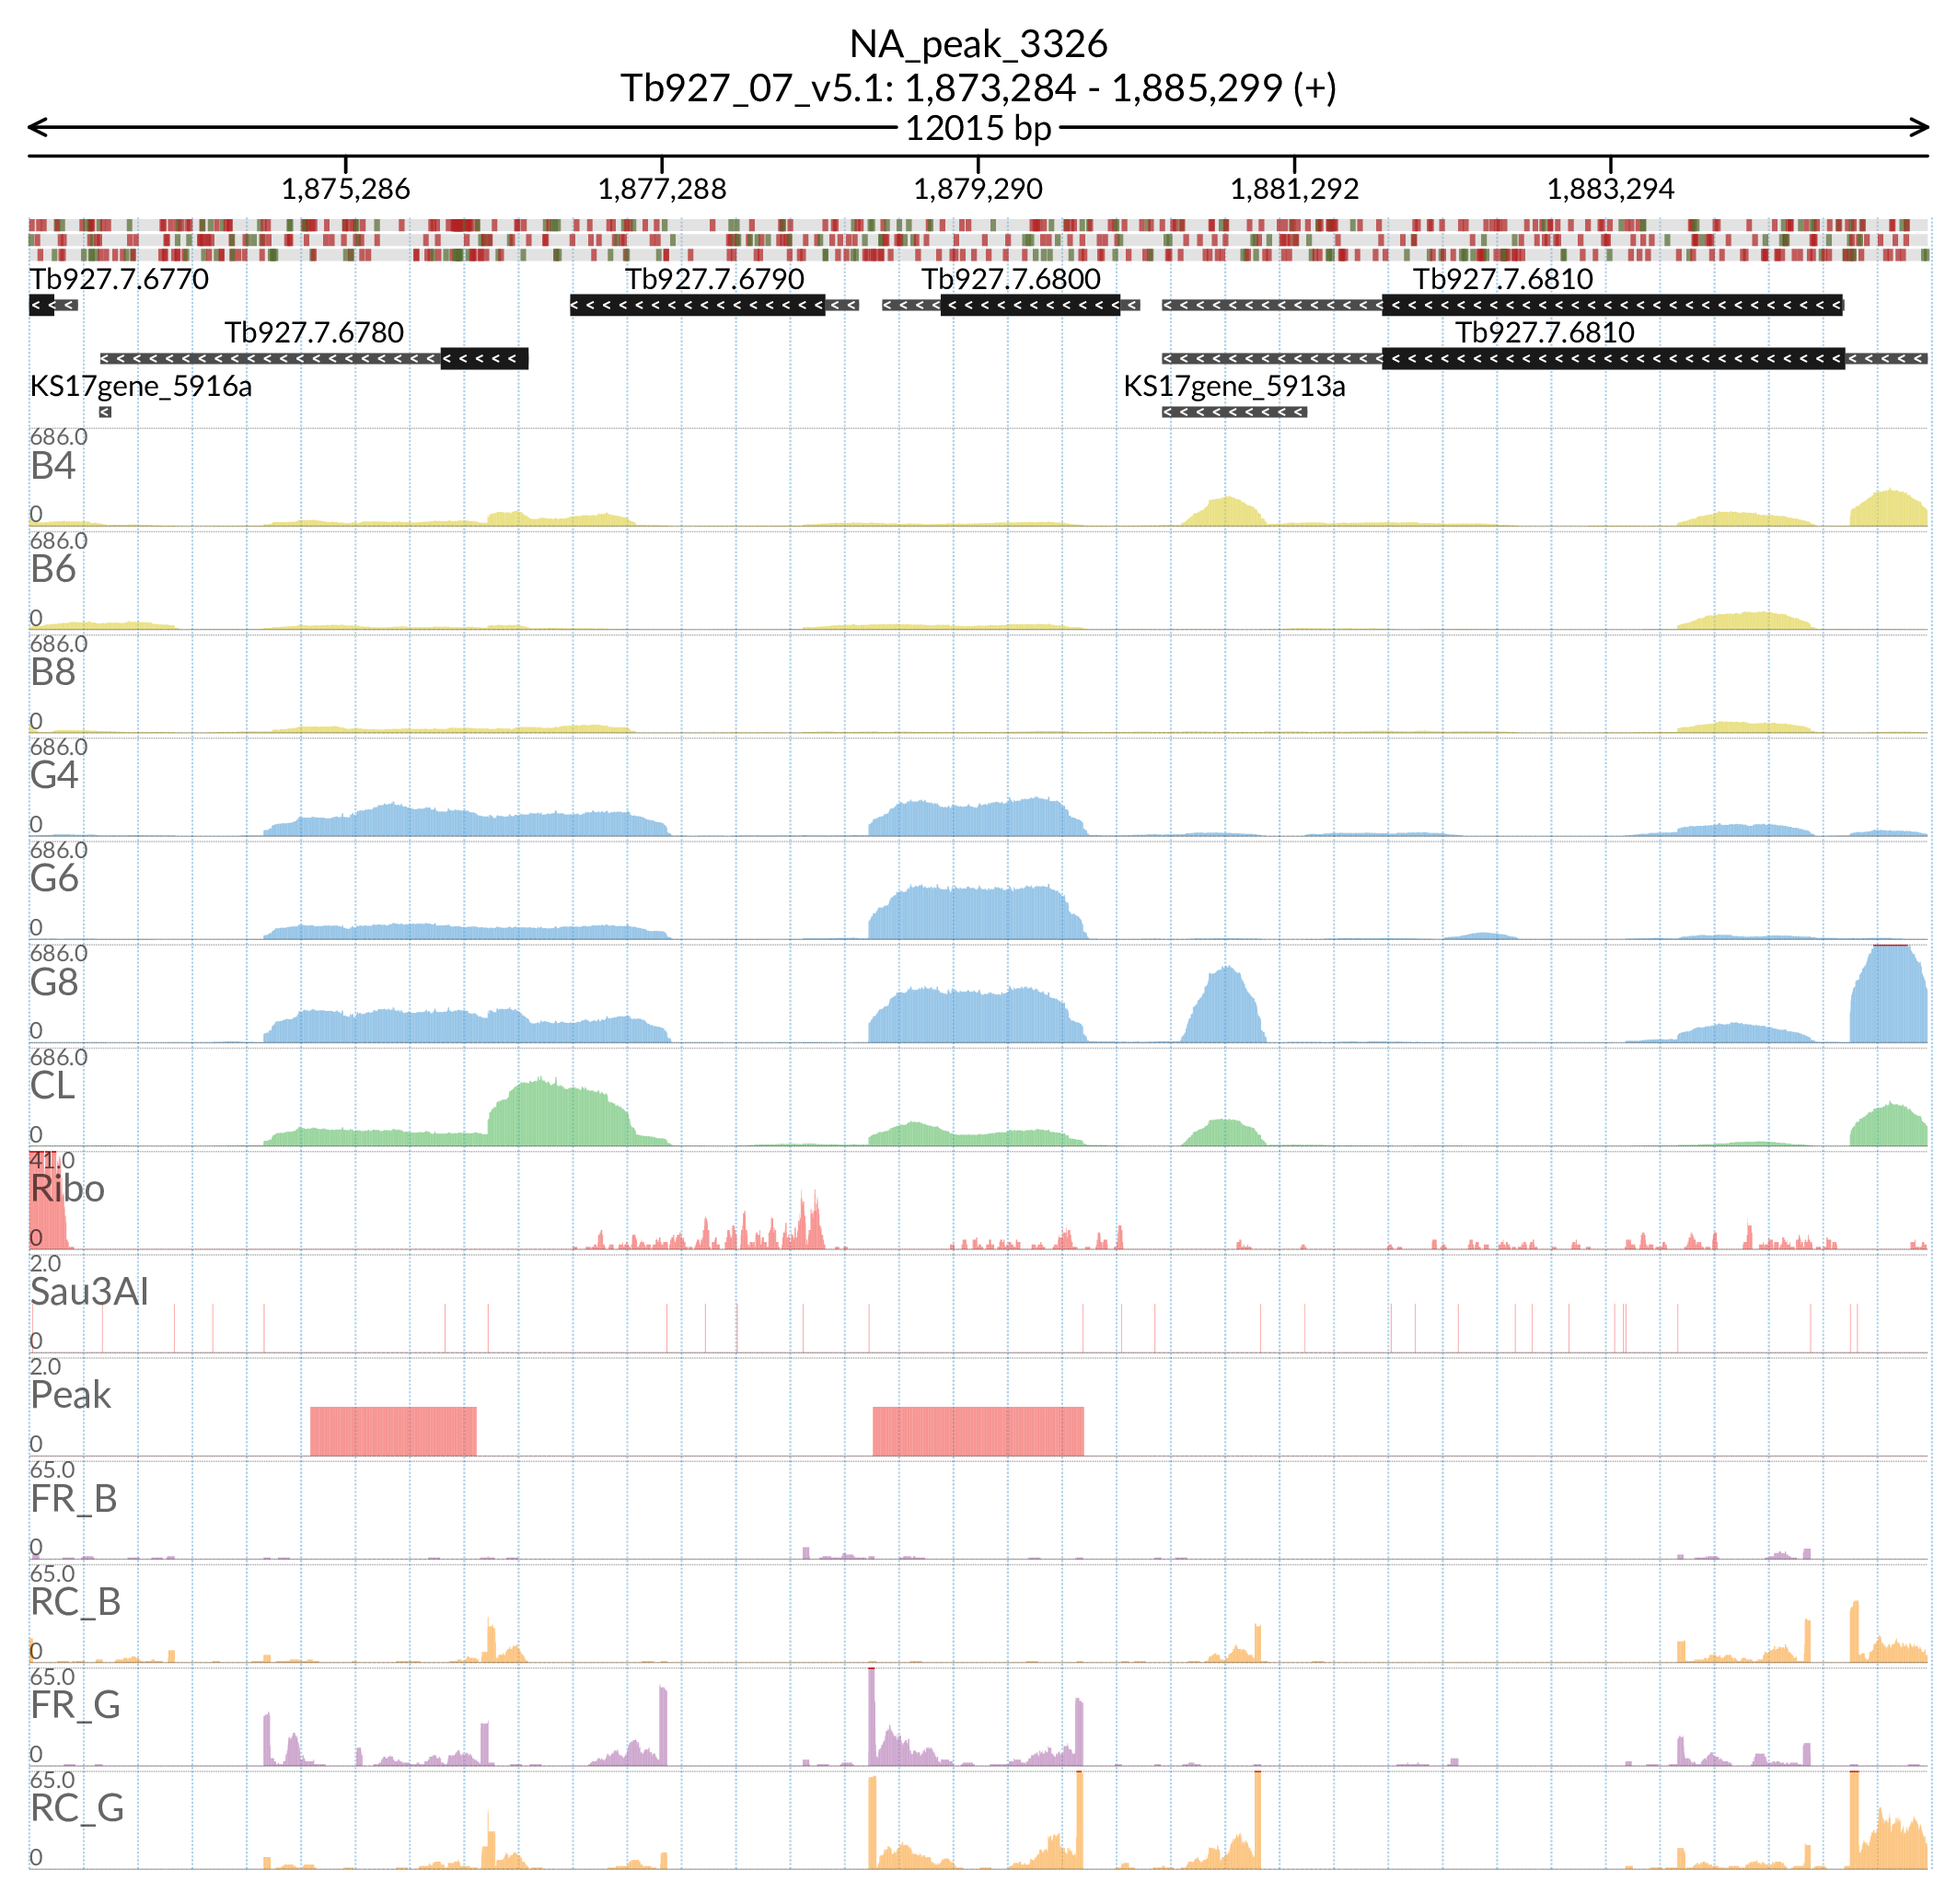 NA_peak_3326
Tb927_07_v5.1: 1,873,284 - 1,885,299 (+)
12015 bp
1,875,286 1,877,288 1,879,290 1,881,292 1,883,294
Tb927.7.6770 Tb927.7.6790 Tb927.7.6800 Tb927.7.6810
Tb927.7.6780 Tb927.7.6810
KS17gene_5916a KS17gene_5913a
686.0
B4
0
686.0
B6
0
686.0
B8
0
686.0
G4
0
686.0
G6
0
686.0
G8
0
686.0
CL
0
41.0
Ribo
0
2.0
Sau3AI
0
2.0
Peak
0
65.0
FR_B
0
65.0
RC_B
0
65.0
FR_G
0
65.0
RC_G
0